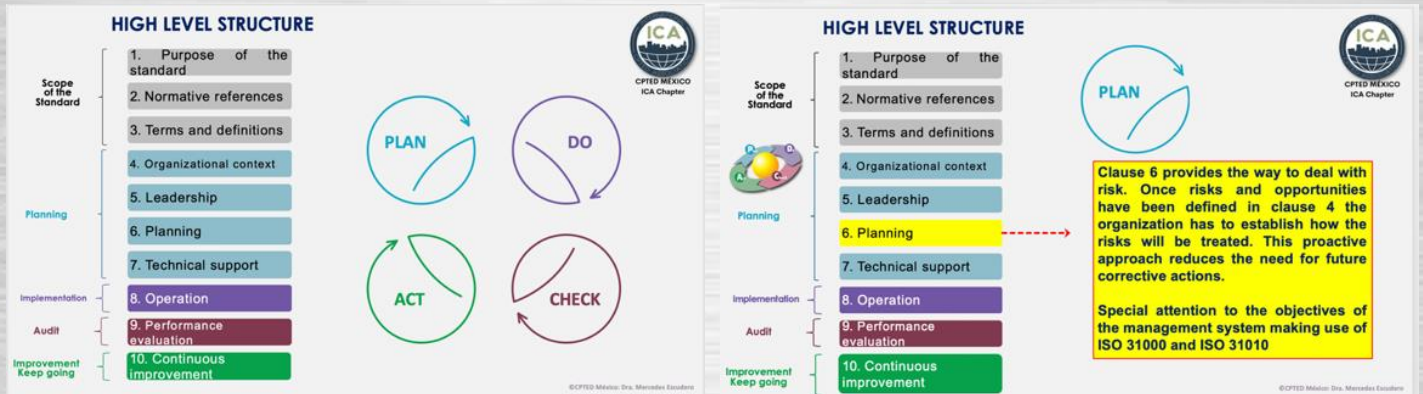 HIGH LEVEL STRUCTURE
ICA
CPTED MÉXICO
ICA Chapter
Scope
of the
Standard
1. Purpose of the
standard
2. Normative references
3. Terms and definitions
Planning
4. Organizational context
5. Leadership
6. Planning
7. Technical support
Implementation
8. Operation
Audit
9. Performance
evaluation
Improvement
Keep going
10. Continuous
improvement
PLAN
DO
ACT
CHECK
©CPTED México: Dra. Mercedes Escudero
HIGH LEVEL STRUCTURE
ICA
CPTED MÉXICO
ICA Chapter
Scope
of the
Standard
1. Purpose of the
standard
2. Normative references
3. Terms and definitions
Planning
4. Organizational context
5. Leadership
6. Planning
7. Technical support
Implementation
8. Operation
Audit
9. Performance
evaluation
Improvement
Keep going
10. Continuous
improvement
PLAN
Clause 6 provides the way to deal with
risk. Once risks and opportunities
have been defined in clause 4 the
organization has to establish how the
risks will be treated. This proactive
approach reduces the need for future
corrective actions.
Special attention to the objectives of
the management system making use of
ISO 31000 and ISO 31010
©CPTED México: Dra. Mercedes Escudero